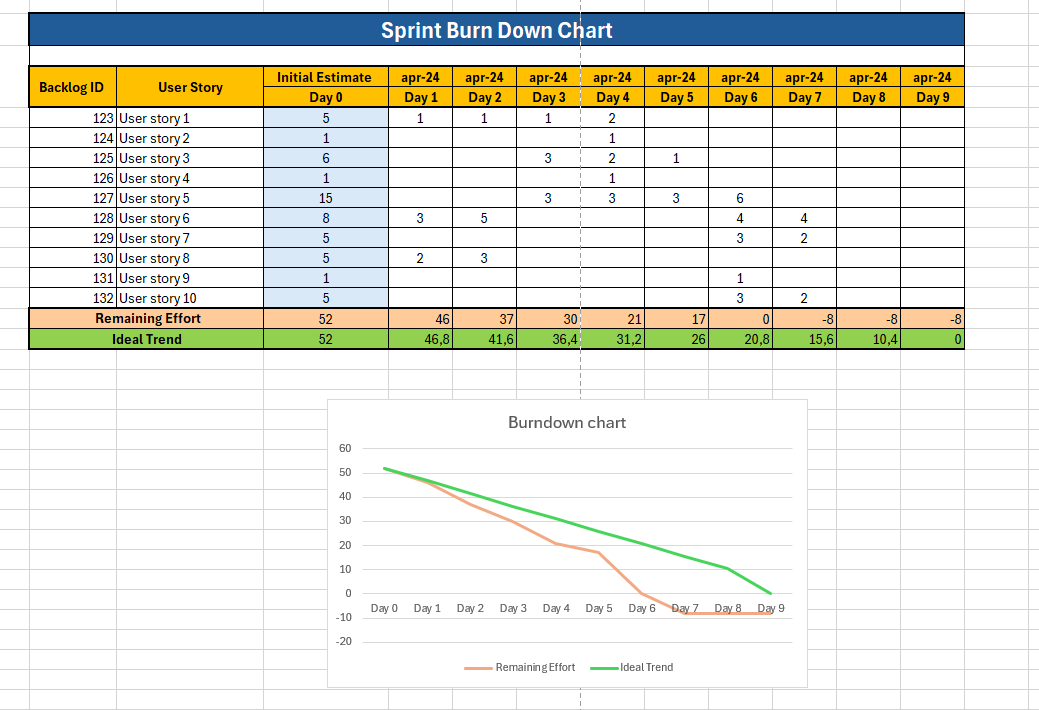 Sprint Burn Down Chart
Backlog ID User Story Initial Estimate apr-24 apr-24 apr-24 apr-24 apr-24 apr-24 apr-24 apr-24 apr-24
Day 0 Day 1 Day 2 Day 3 Day 4 Day 5 Day 6 Day 7 Day 8 Day 9
123 User story 1 5 1 1 1 2
124 User story 2 1 1
125 User story 3 6 3 2 1
126 User story 4 1 1
127 User story 5 15 3 3 3 6
128 User story 6 8 3 5 4 4
129 User story 7 5 3 2
130 User story 8 5 2 3
131 User story 9 1 1
132 User story 10 5 3 2
Remaining Effort 52 46 37 30 21 17 0 -8 -8 -8
Ideal Trend 52 46,8 41,6 36,4 31,2 26 20,8 15,6 10,4 0
Burndown chart
60
50
40
30
20
10
0
Day 0 Day 1 Day 2 Day 3 Day 4 Day 5 Day 6 Day 7 Day 8 Day 9
-10
-20
Remaining Effort Ideal Trend